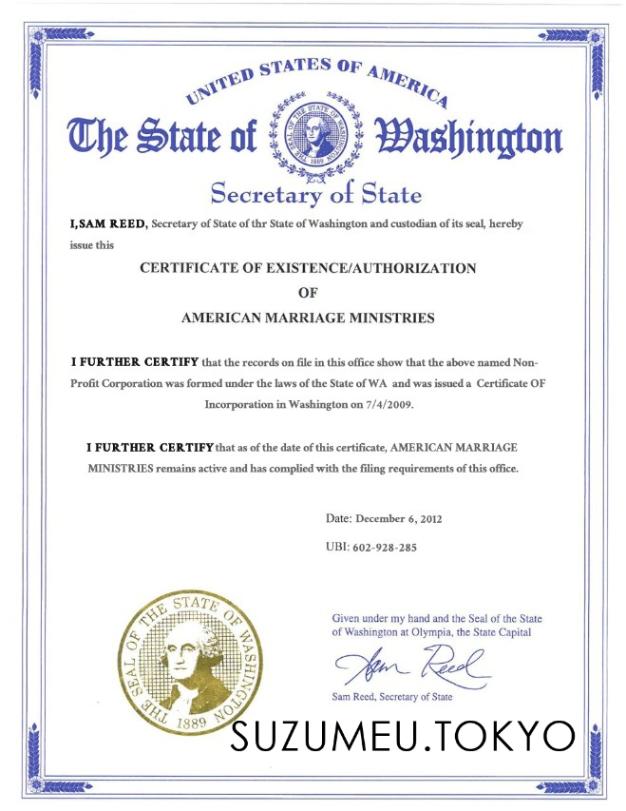 UNITED STATES OF AMERICA
The State of Washington
THE SEAL OF THE STATE OF WASHINGTON
1889
Secretary of State
I,SAM REED, Secretary of State of thr State of Washington and custodian of its seal, hereby
issue this
CERTIFICATE OF EXISTENCE/AUTHORIZATION
OF
AMERICAN MARRIAGE MINISTRIES
I FURTHER CERTIFY that the records on file in this office show that the above named Non-
Profit Corporation was formed under the laws of the State of WA and was issued a Certificate OF
Incorporation in Washington on 7/4/2009.
I FURTHER CERTIFY that as of the date of this certificate, AMERICAN MARRIAGE
MINISTRIES remains active and has complied with the filing requirements of this office.
Date: December 6, 2012
UBI: 602-928-285
Given under my hand and the Seal of the State
of Washington at Olympia, the State Capital
Sam Reed
Sam Reed, Secretary of State
THE SEAL OF THE STATE OF WASHINGTON
1889
SUZUMEU.TOKYO